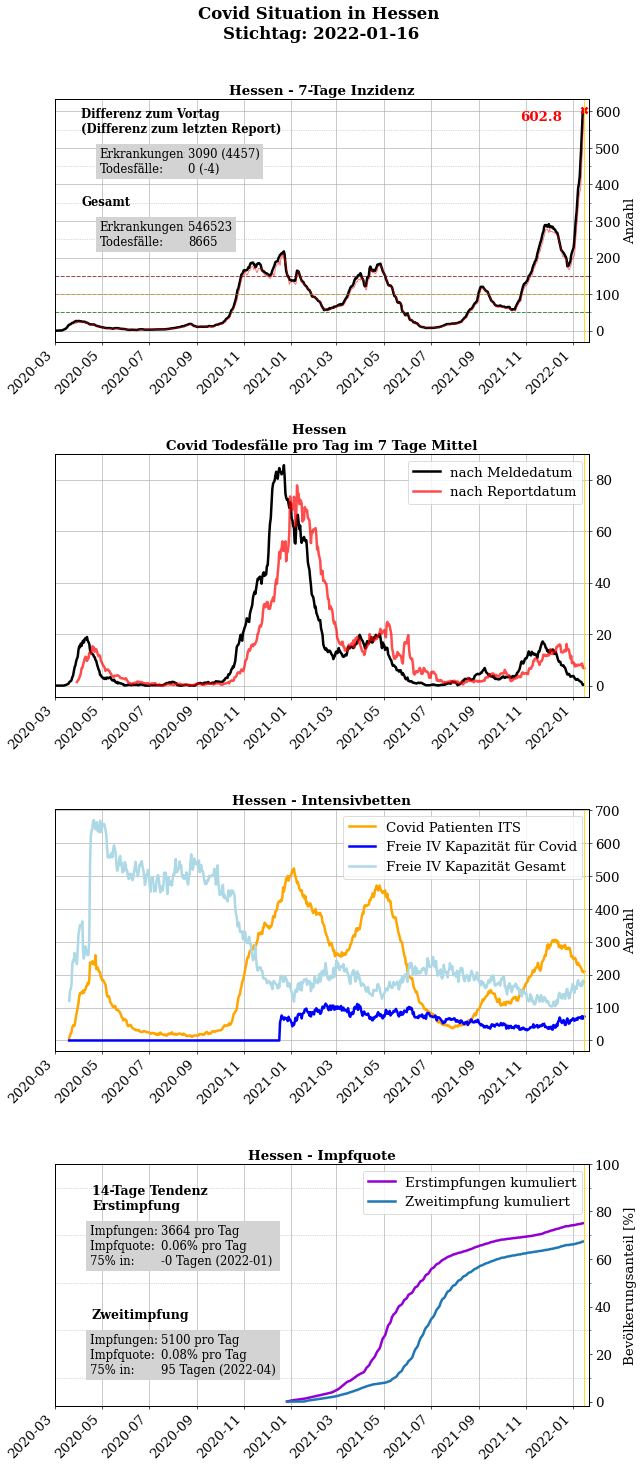 Covid Situation in Hessen
Stichtag: 2022-01-16
Hessen - 7-Tage Inzidenz
Differenz zum Vortag
(Differenz zum letzten Report)
Erkrankungen 3090 (4457)
Todesfälle: 0 (-4)
Gesamt
Erkrankungen 546523
Todesfälle: 8665
602.8
600
500
400
300
200
100
0
Anzahl
2020-03
2020-05
2020-07
2020-09
2020-11
2021-01
2021-03
2021-05
2021-07
2021-09
2021-11
2022-01
Hessen
Covid Todesfälle pro Tag im 7 Tage Mittel
nach Meldedatum
nach Reportdatum
80
60
40
20
0
2020-03
2020-05
2020-07
2020-09
2020-11
2021-01
2021-03
2021-05
2021-07
2021-09
2021-11
2022-01
Hessen - Intensivbetten
Covid Patienten ITS
Freie IV Kapazität für Covid
Freie IV Kapazität Gesamt
700
600
500
400
300
200
100
0
Anzahl
2020-03
2020-05
2020-07
2020-09
2020-11
2021-01
2021-03
2021-05
2021-07
2021-09
2021-11
2022-01
Hessen - Impfquote
14-Tage Tendenz
Erstimpfung
Impfungen: 3664 pro Tag
Impfquote: 0.06% pro Tag
75% in: -0 Tagen (2022-01)
Zweitimpfung
Impfungen: 5100 pro Tag
Impfquote: 0.08% pro Tag
75% in: 95 Tagen (2022-04)
Erstimpfungen kumuliert
Zweitimpfung kumuliert
100
80
60
40
20
0
Bevölkerungsanteil [%]
2020-03
2020-05
2020-07
2020-09
2020-11
2021-01
2021-03
2021-05
2021-07
2021-09
2021-11
2022-01